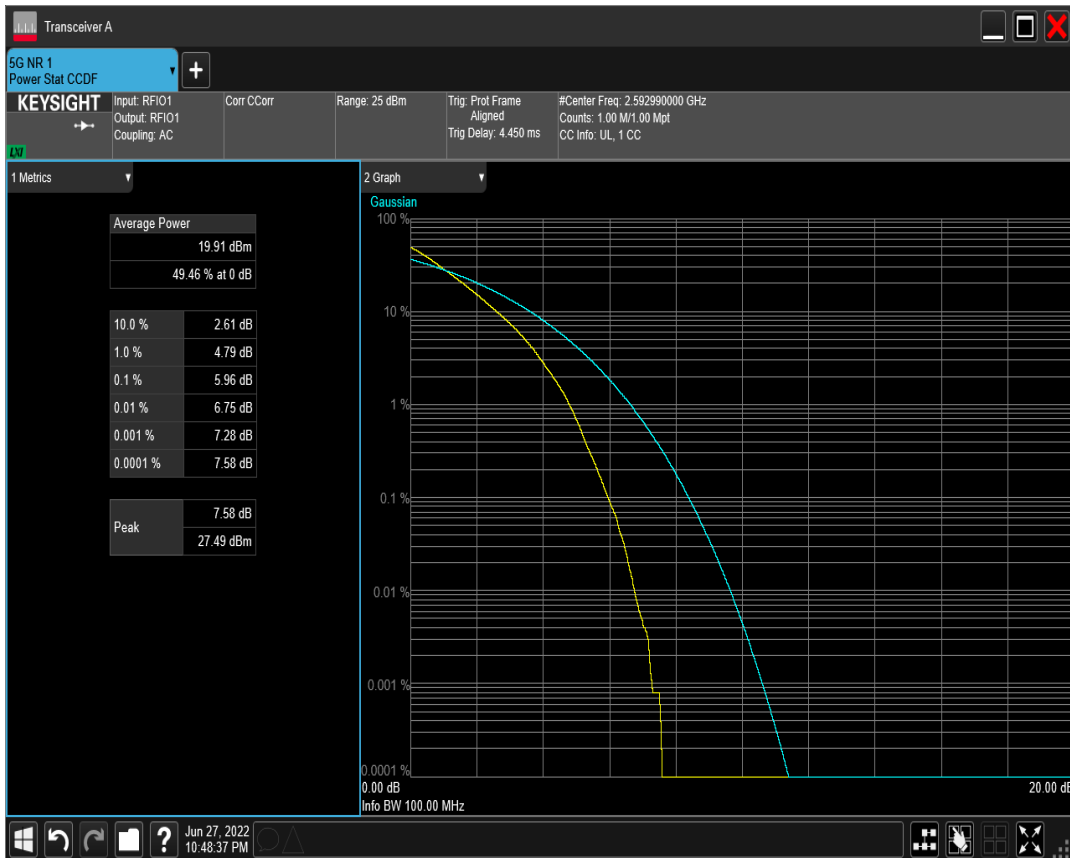 Transceiver A
5G NR 1
Power Stat CCDF
KEYSIGHT
LXI
Input: RFIO1
Output: RFIO1
Coupling: AC
Corr CCorr
Range: 25 dBm
Trig: Prot Frame
Aligned
Trig Delay: 4.450 ms
#Center Freq: 2.592990000 GHz
Counts: 1.00 M/1.00 Mpt
CC Info: UL, 1 CC
1 Metrics
Average Power
19.91 dBm
49.46 % at 0 dB
10.0 % 2.61 dB
1.0 % 4.79 dB
0.1 % 5.96 dB
0.01 % 6.75 dB
0.001 % 7.28 dB
0.0001 % 7.58 dB
Peak
7.58 dB
27.49 dBm
2 Graph
Gaussian
100 %
10 %
1 %
0.1 %
0.01 %
0.001 %
0.0001 %
0.00 dB 20.00 dB
Info BW 100.00 MHz
?
Jun 27, 2022
10:48:37 PM